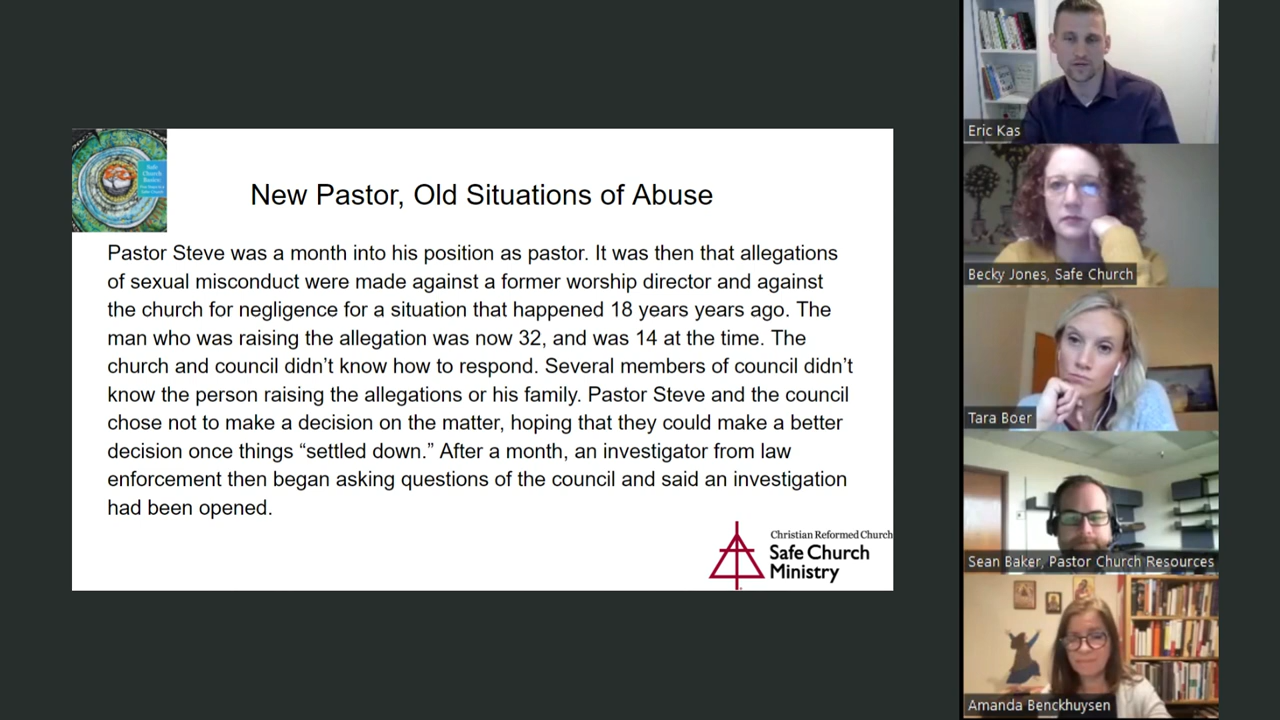 New Pastor, Old Situations of Abuse
Pastor Steve was a month into his position as pastor. It was then that allegations
of sexual misconduct were made against a former worship director and against
the church for negligence for a situation that happened 18 years years ago. The
man who was raising the allegation was now 32, and was 14 at the time. The
church and council didn’t know how to respond. Several members of council didn’t
know the person raising the allegations or his family. Pastor Steve and the council
chose not to make a decision on the matter, hoping that they could make a better
decision once things “settled down.” After a month, an investigator from law
enforcement then began asking questions of the council and said an investigation
had been opened.
Christian Reformed Church
Safe Church
Ministry
Safe
Church
Eric Kas
Becky Jones, Safe Church
Tara Boer
Sean Baker, Pastor Church Resources
Amanda Benckhuysen